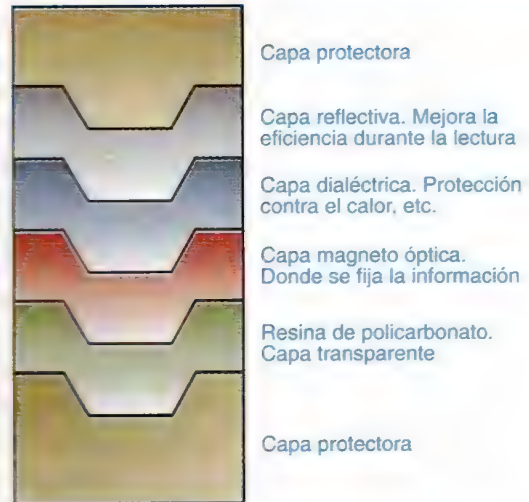 Capa protectora
Capa reflectiva. Mejora la
eficiencia durante la lectura
Capa dialéctrica. Protección
contra el calor, etc.
Capa magneto óptica.
Donde se fija la información
Resina de policarbonato.
Capa transparente
Capa protectora